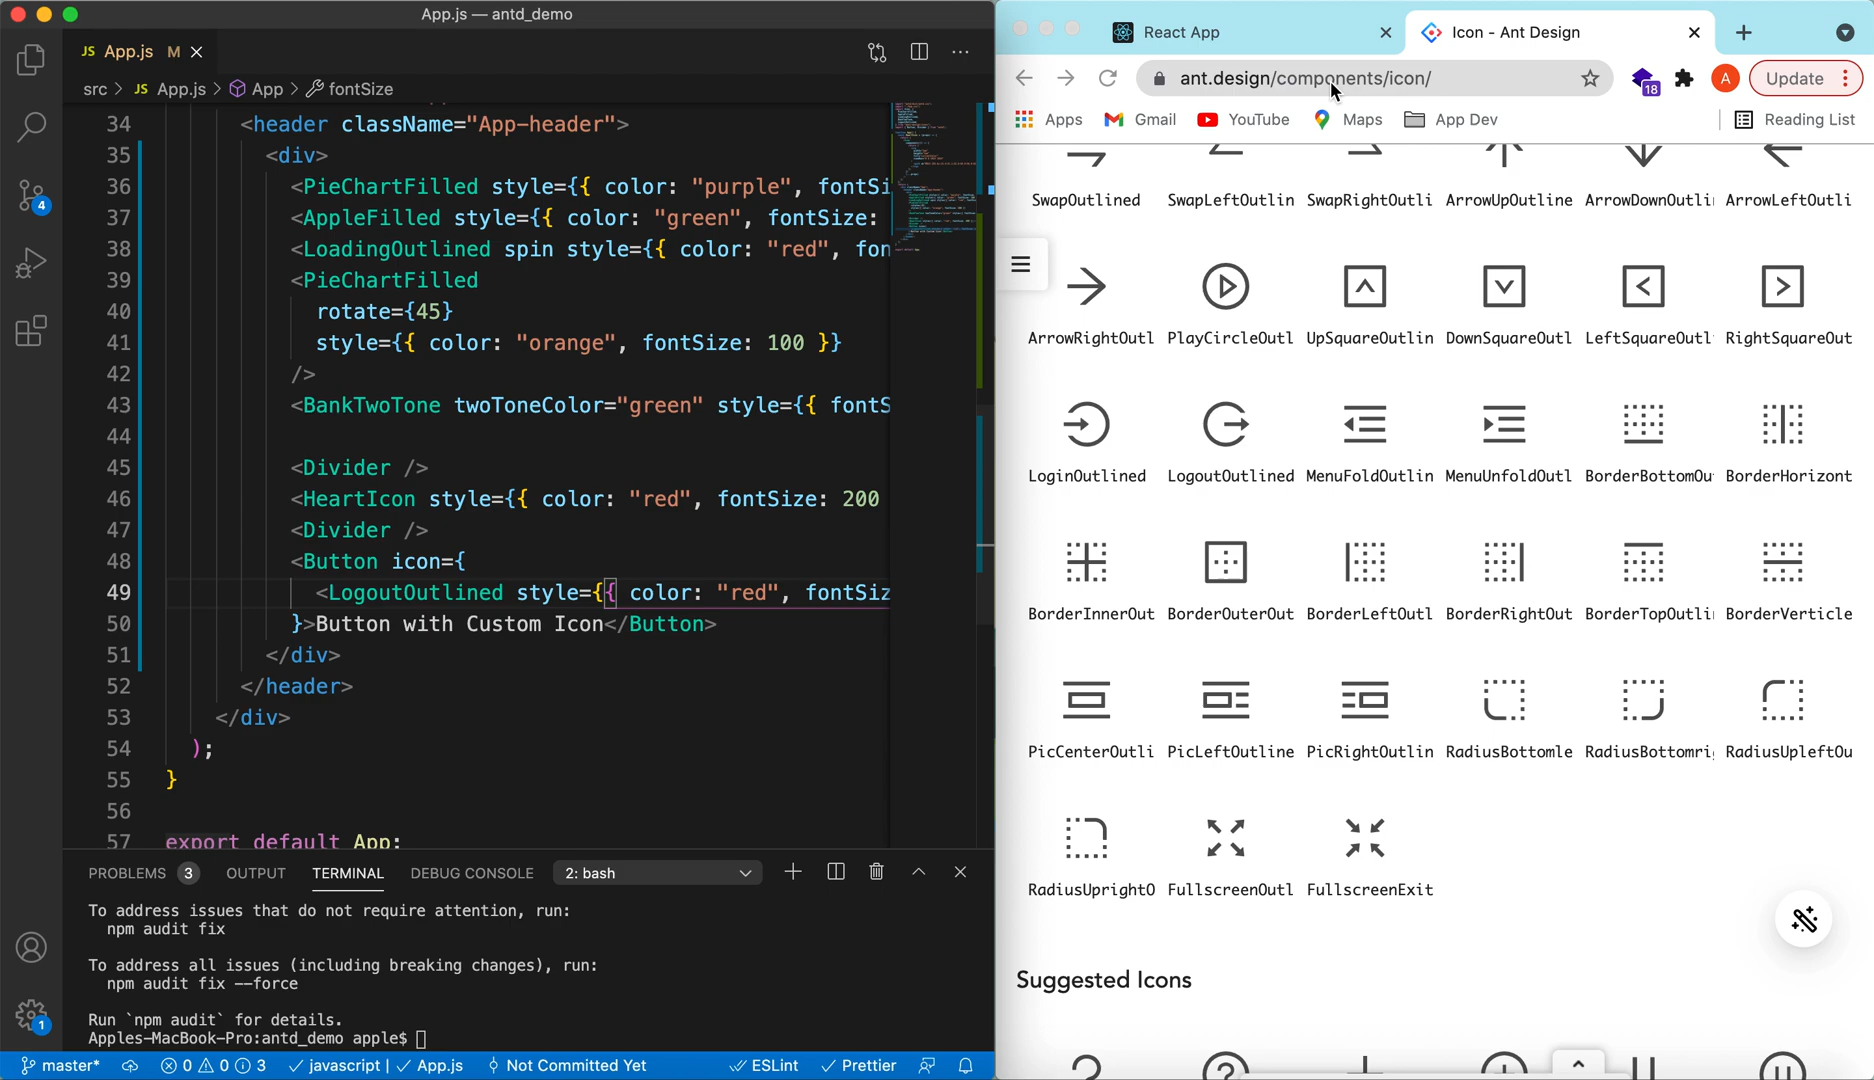 App.js — antd_demo
JS App.js M
src > JS App.js > App > fontSize
34 <header className="App-header">
35 <div>
36 <PieChartFilled style={{ color: "purple", fontSi
37 <AppleFilled style={{ color: "green", fontSize:
38 <LoadingOutlined spin style={{ color: "red", fon
39 <PieChartFilled
40 rotate={45}
41 style={{ color: "orange", fontSize: 100 }}
42 />
43 <BankTwoTone twoToneColor="green" style={{ fontS
44
45 <Divider />
46 <HeartIcon style={{ color: "red", fontSize: 200
47 <Divider />
48 <Button icon={
49 <LogoutOutlined style={{ color: "red", fontSiz
50 }>Button with Custom Icon</Button>
51 </div>
52 </header>
53 </div>
54 );
55 }
56
57 export default App;
PROBLEMS 3 OUTPUT TERMINAL DEBUG CONSOLE 2: bash
To address issues that do not require attention, run:
npm audit fix
To address all issues (including breaking changes), run:
npm audit fix --force
Run `npm audit` for details.
Apples-MacBook-Pro:antd_demo apple$
4
1
master* 0 0 3 javascript | App.js Not Committed Yet ESLint Prettier
React App
Icon - Ant Design
ant.design/components/icon/
18
A
Update
Apps Gmail YouTube Maps App Dev Reading List
SwapOutlined SwapLeftOutlin SwapRightOutli ArrowUpOutline ArrowDownOutli ArrowLeftOutli
ArrowRightOutl PlayCircleOutl UpSquareOutlin DownSquareOutl LeftSquareOutl RightSquareOut
LoginOutlined LogoutOutlined MenuFoldOutlin MenuUnfoldOutl BorderBottomOu BorderHorizont
BorderInnerOut BorderOuterOut BorderLeftOutl BorderRightOut BorderTopOutli BorderVerticle
PicCenterOutli PicLeftOutline PicRightOutlin RadiusBottomle RadiusBottomri RadiusUpleftOu
RadiusUprightO FullscreenOutl FullscreenExit
Suggested Icons